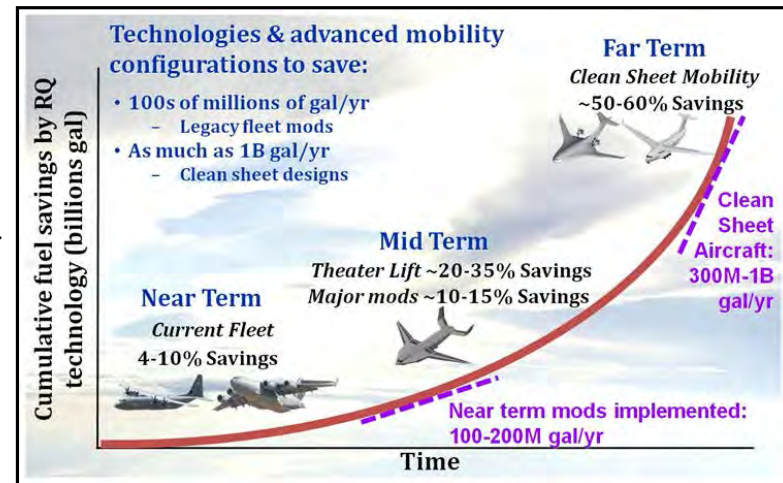 Technologies & advanced mobility
configurations to save:
• 100s of millions of gal/yr
– Legacy fleet mods
• As much as 1B gal/yr
– Clean sheet designs
Far Term
Clean Sheet Mobility
~50-60% Savings
Mid Term
Theater Lift ~20-35% Savings
Major mods ~10-15% Savings
Near Term
Current Fleet
4-10% Savings
Clean
Sheet
Aircraft:
300M-1B
gal/yr
Near term mods implemented:
100-200M gal/yr
Cumulative fuel savings by RQ
technology (billions gal)
Time